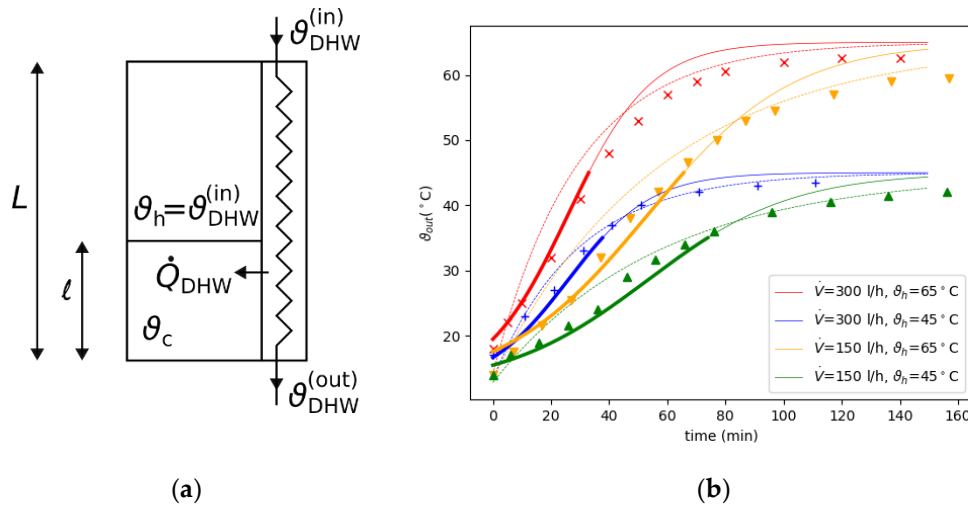 ϑ_DHW^(in)
L
ϑ_h=ϑ_DHW^(in)
ℓ
Q̇_DHW
ϑ_c
ϑ_DHW^(out)
(a)
60
50
40
30
20
ϑ_out(°C)
0 20 40 60 80 100 120 140 160
time (min)
V̇=300 l/h, ϑ_h=65°C
V̇=300 l/h, ϑ_h=45°C
V̇=150 l/h, ϑ_h=65°C
V̇=150 l/h, ϑ_h=45°C
(b)